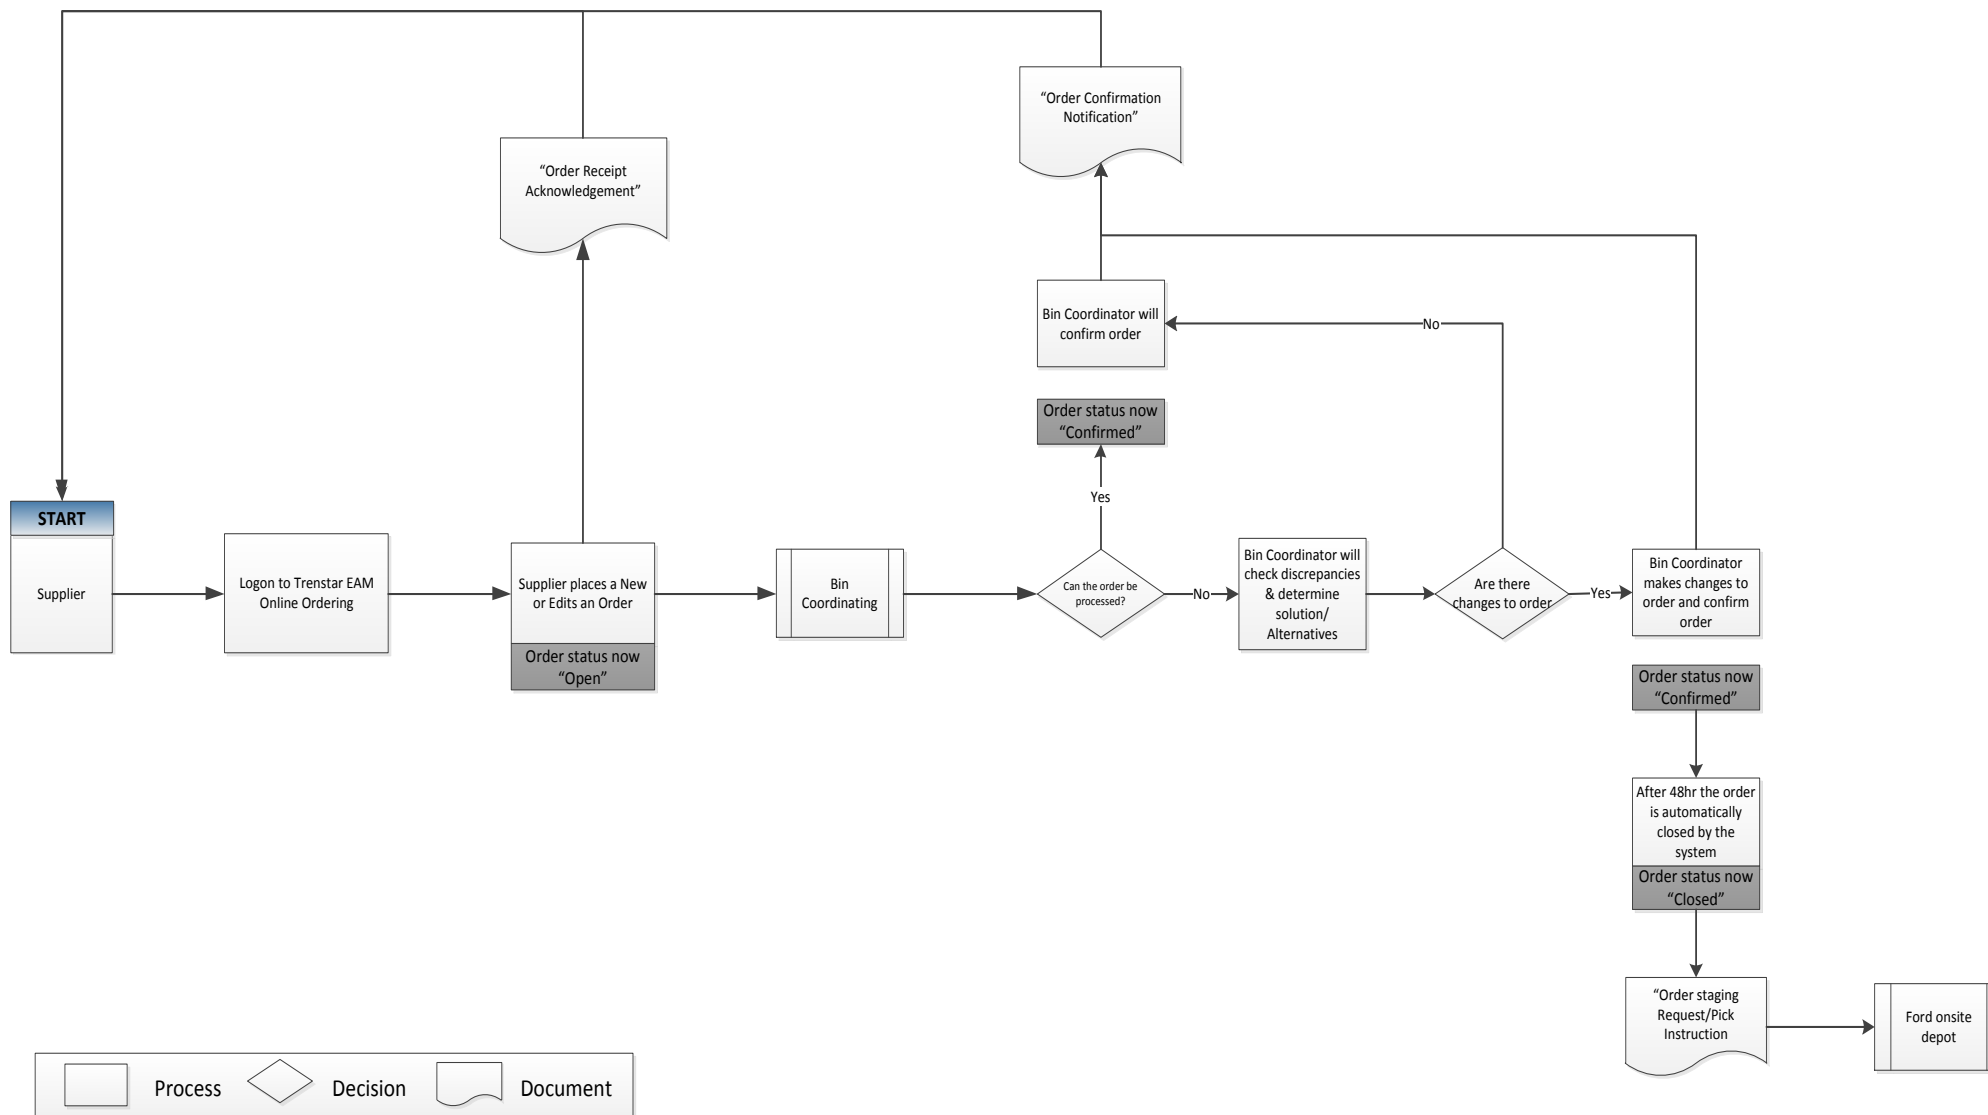 “Order Confirmation
Notification”
“Order Receipt
Acknowledgement”
Bin Coordinator will
confirm order
No
Order status now
“Confirmed”
Yes
START
Supplier
Logon to Trenstar EAM
Online Ordering
Supplier places a New
or Edits an Order
Order status now
“Open”
Bin
Coordinating
Can the order be
processed?
No
Bin Coordinator will
check discrepancies
& determine
solution/
Alternatives
Are there
changes to order
Yes
Bin Coordinator
makes changes to
order and confirm
order
Order status now
“Confirmed”
After 48hr the order
is automatically
closed by the
system
Order status now
“Closed”
“Order staging
Request/Pick
Instruction
Ford onsite
depot
Process
Decision
Document